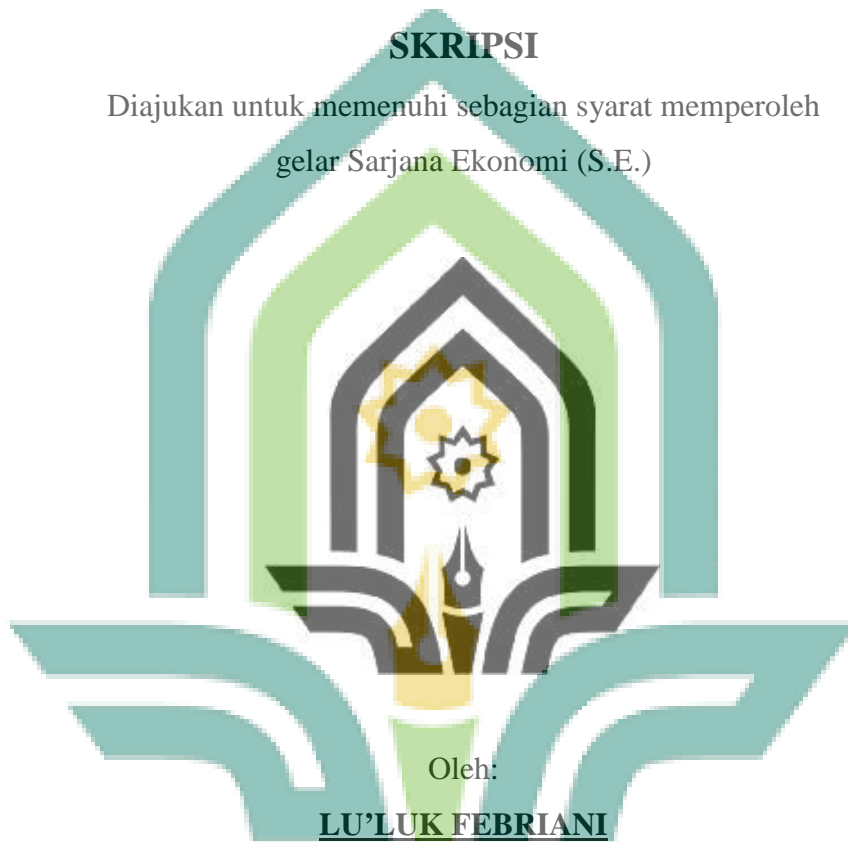 SKRIPSI
Diajukan untuk memenuhi sebagian syarat memperoleh
gelar Sarjana Ekonomi (S.E.)
Oleh:
LU’LUK FEBRIANI